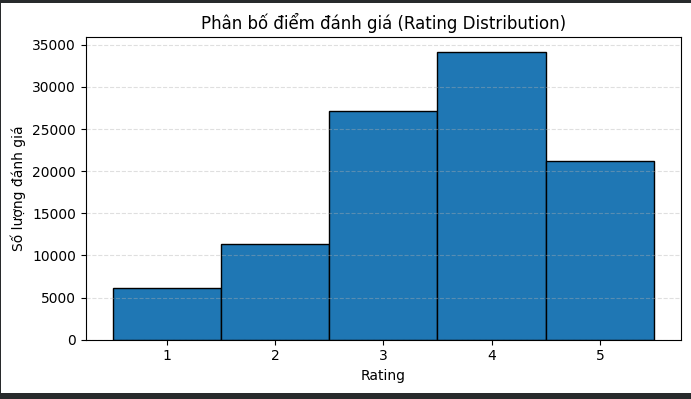 Phân bố điểm đánh giá (Rating Distribution)
Số lượng đánh giá
35000
30000
25000
20000
15000
10000
5000
0
1 2 3 4 5
Rating